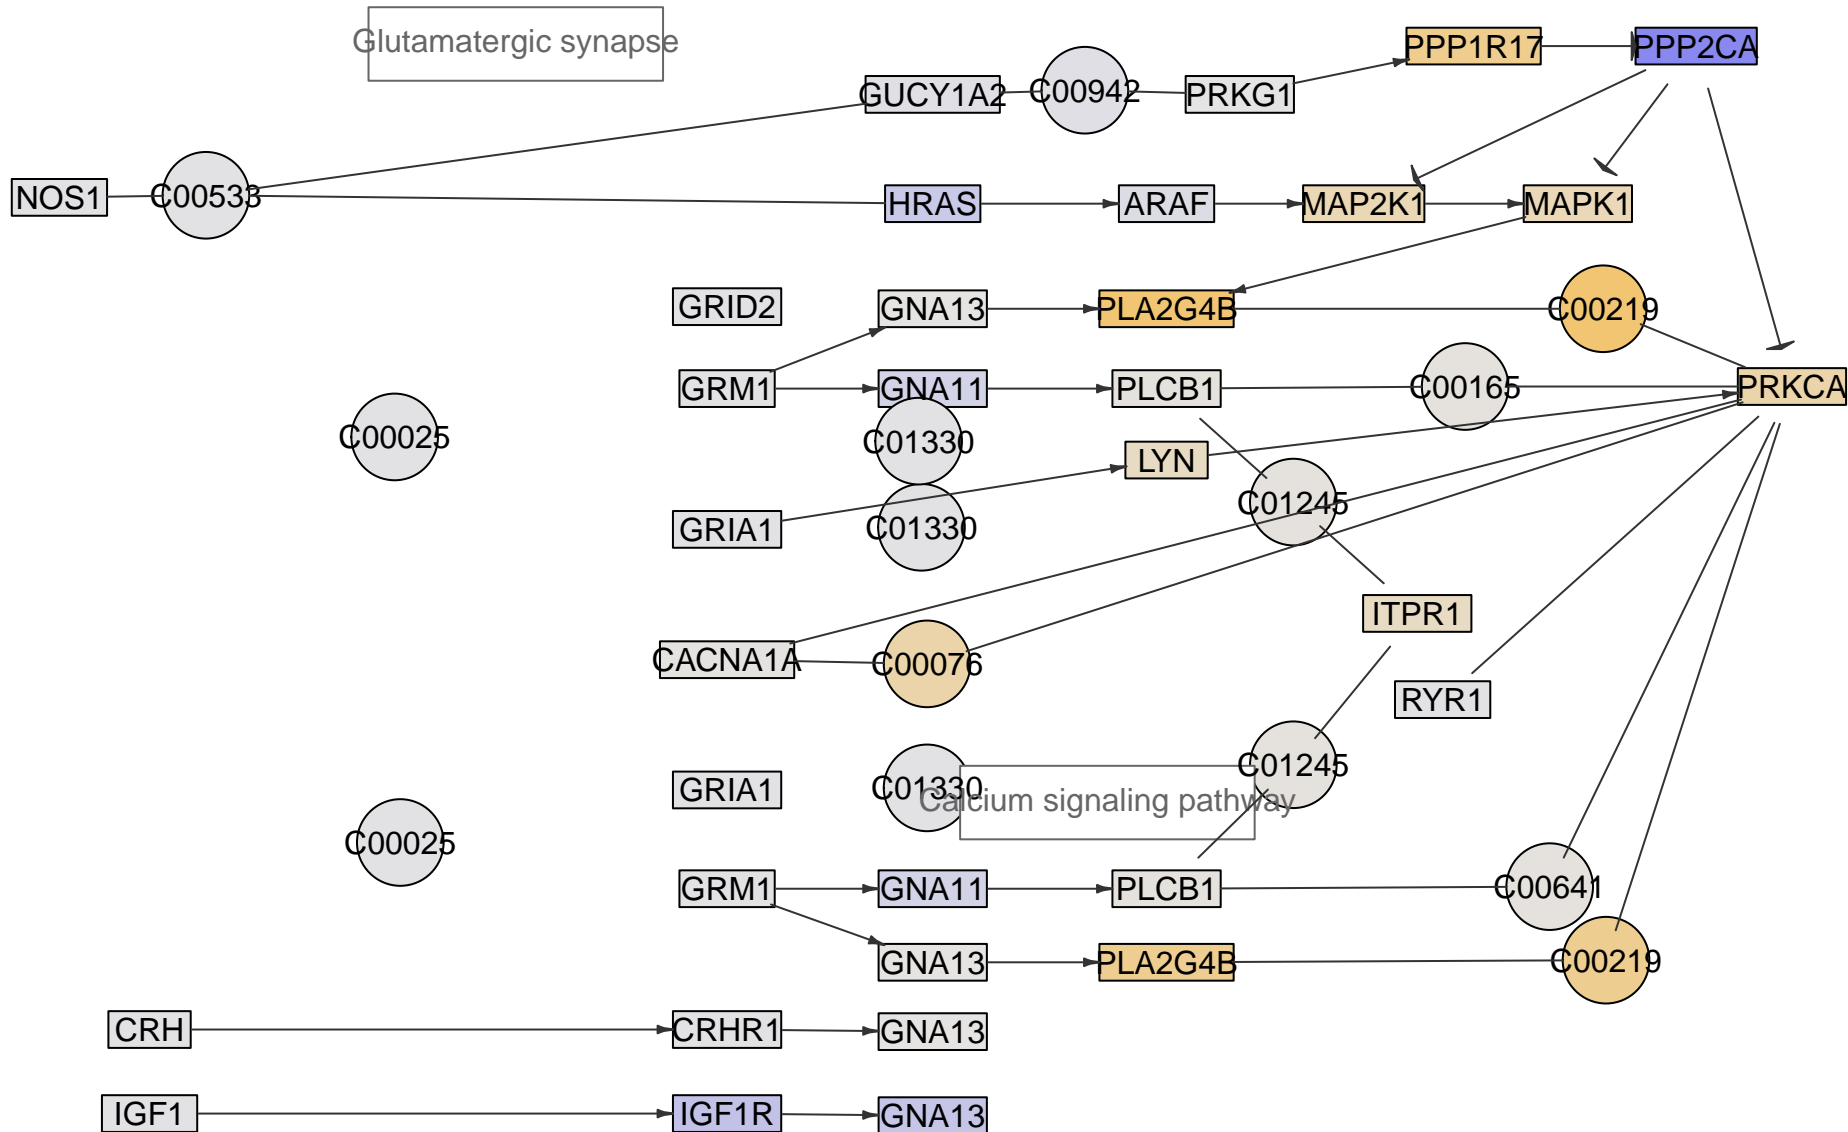 Glutamatergic synapse
PPP1R17
PPP2CA
GUCY1A2
C00942
PRKG1
NOS1
C00533
HRAS
ARAF
MAP2K1
MAPK1
GRID2
GNA13
PLA2G4B
C00219
GRM1
GNA11
PLCB1
C00165
PRKCA
C00025
C01330
LYN
GRIA1
C01330
C01245
ITPR1
CACNA1A
C00076
RYR1
GRIA1
C01330
C01245
Calcium signaling pathway
C00025
GRM1
GNA11
PLCB1
C00641
GNA13
PLA2G4B
C00219
CRH
CRHR1
GNA13
IGF1
IGF1R
GNA13